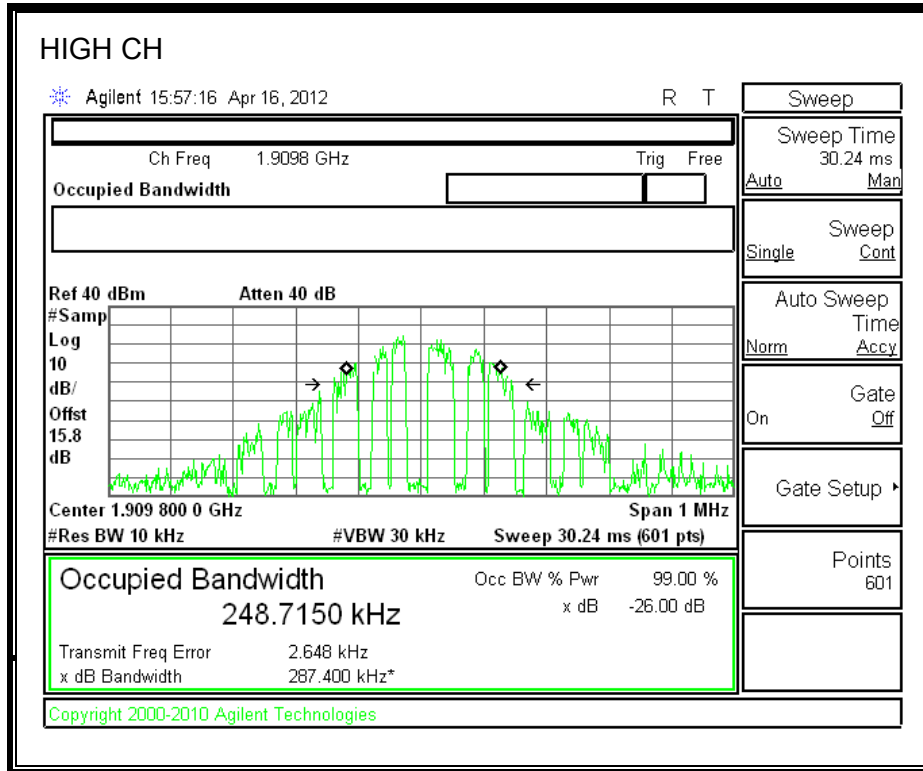 HIGH CH
Agilent 15:57:16 Apr 16, 2012 R T
Ch Freq 1.9098 GHz Trig Free
Occupied Bandwidth
Ref 40 dBm Atten 40 dB
#Samp
Log
10
dB/
Offst
15.8
dB
Center 1.909 800 0 GHz Span 1 MHz
#Res BW 10 kHz #VBW 30 kHz Sweep 30.24 ms (601 pts)
Occupied Bandwidth
248.7150 kHz
Occ BW % Pwr 99.00 %
x dB -26.00 dB
Transmit Freq Error 2.648 kHz
x dB Bandwidth 287.400 kHz*
Copyright 2000-2010 Agilent Technologies
Sweep
Sweep Time
30.24 ms
Auto Man
Sweep
Single Cont
Auto Sweep
Time
Norm Accy
Gate
On Off
Gate Setup
Points
601